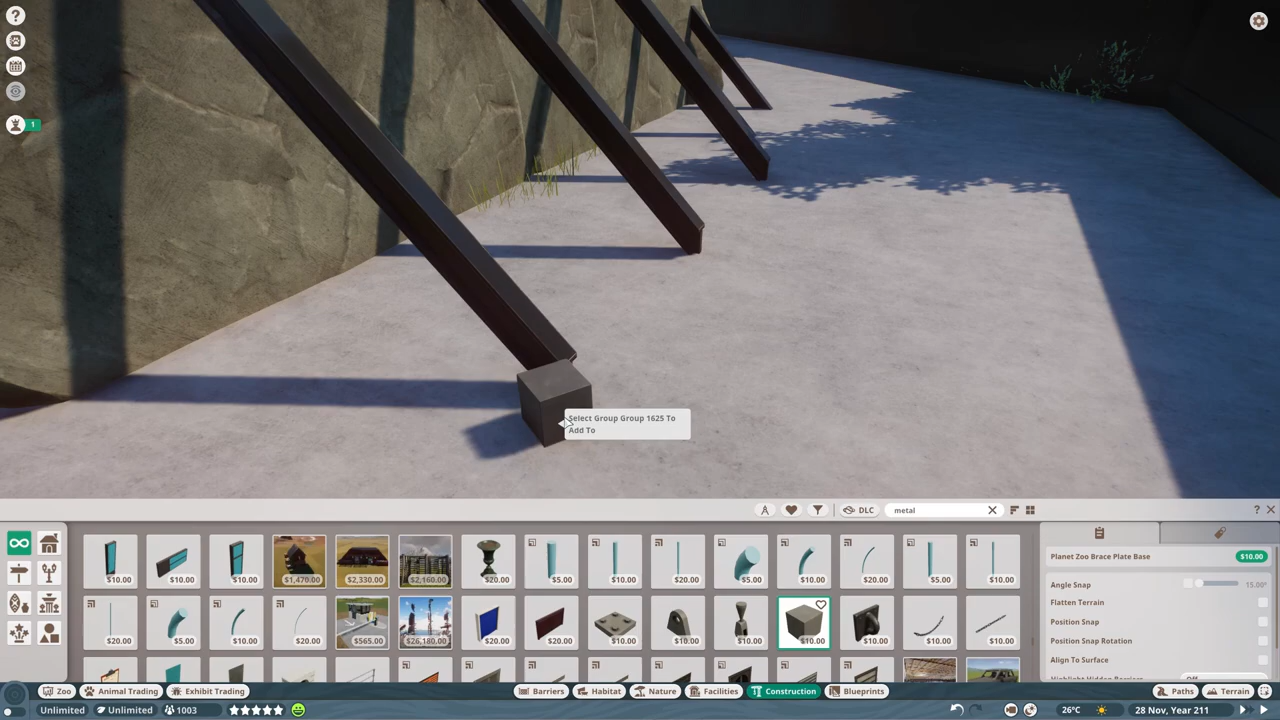 ?
1
Select Group Group 1625 To
Add To
DLC
metal
?
$10.00
$10.00
$10.00
$1,470.00
$2,330.00
$2,160.00
$20.00
$5.00
$10.00
$20.00
$5.00
$10.00
$20.00
$5.00
$10.00
$20.00
$5.00
$10.00
$20.00
$565.00
$26,180.00
$20.00
$20.00
$10.00
$10.00
$10.00
$10.00
$10.00
$10.00
$10.00
Planet Zoo Brace Plate Base
$10.00
Angle Snap
15.00°
Flatten Terrain
Position Snap
Position Snap Rotation
Align To Surface
Highlight Hidden Barriers
Off
Zoo
Animal Trading
Exhibit Trading
Barriers
Habitat
Nature
Facilities
Construction
Blueprints
Paths
Terrain
Unlimited
Unlimited
1003
26°C
28 Nov, Year 211